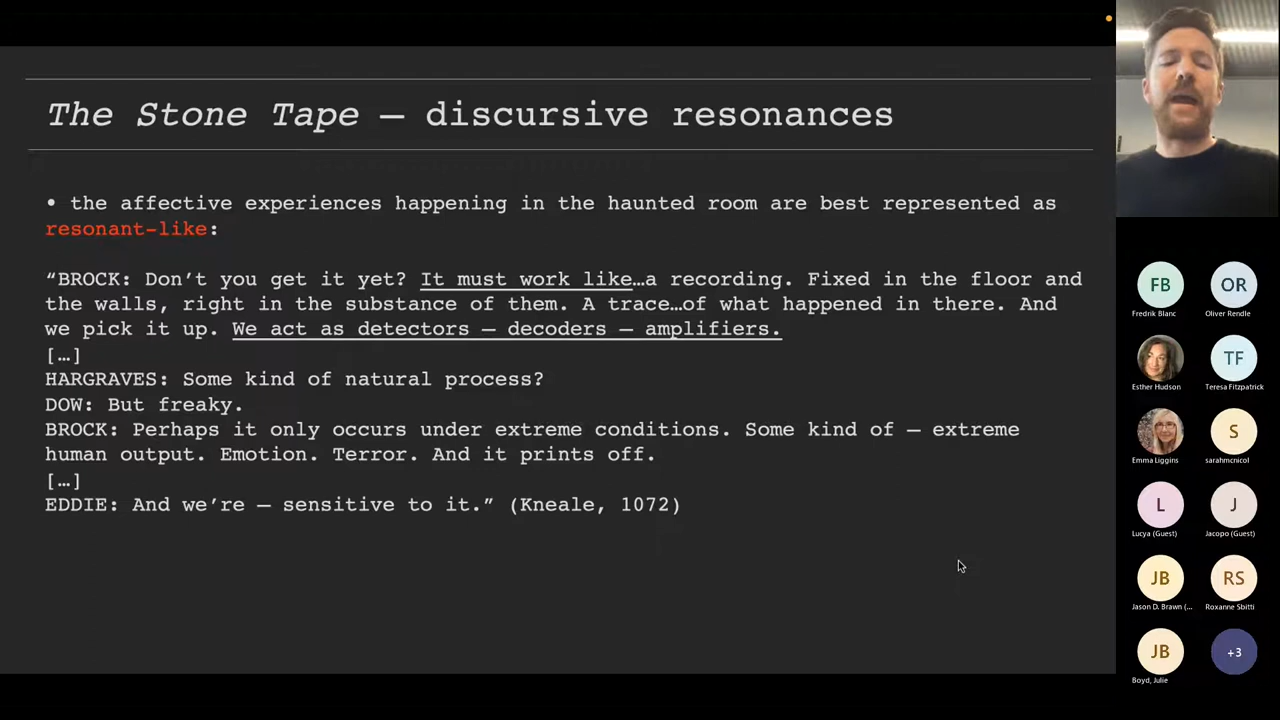 The Stone Tape — discursive resonances
• the affective experiences happening in the haunted room are best represented as
resonant-like:
“BROCK: Don’t you get it yet? It must work like…a recording. Fixed in the floor and
the walls, right in the substance of them. A trace…of what happened in there. And
we pick it up. We act as detectors — decoders — amplifiers.
[…]
HARGRAVES: Some kind of natural process?
DOW: But freaky.
BROCK: Perhaps it only occurs under extreme conditions. Some kind of — extreme
human output. Emotion. Terror. And it prints off.
[…]
EDDIE: And we’re — sensitive to it.” (Kneale, 1072)
FB
OR
Fredrik Blanc
Oliver Rendle
TF
Esther Hudson
Teresa Fitzpatrick
S
Emma Liggins
sarahmcnicol
L
J
Lucya (Guest)
Jacopo (Guest)
JB
RS
Jason D. Brawn (...
Roxanne Sbitti
JB
+3
Boyd, Julie